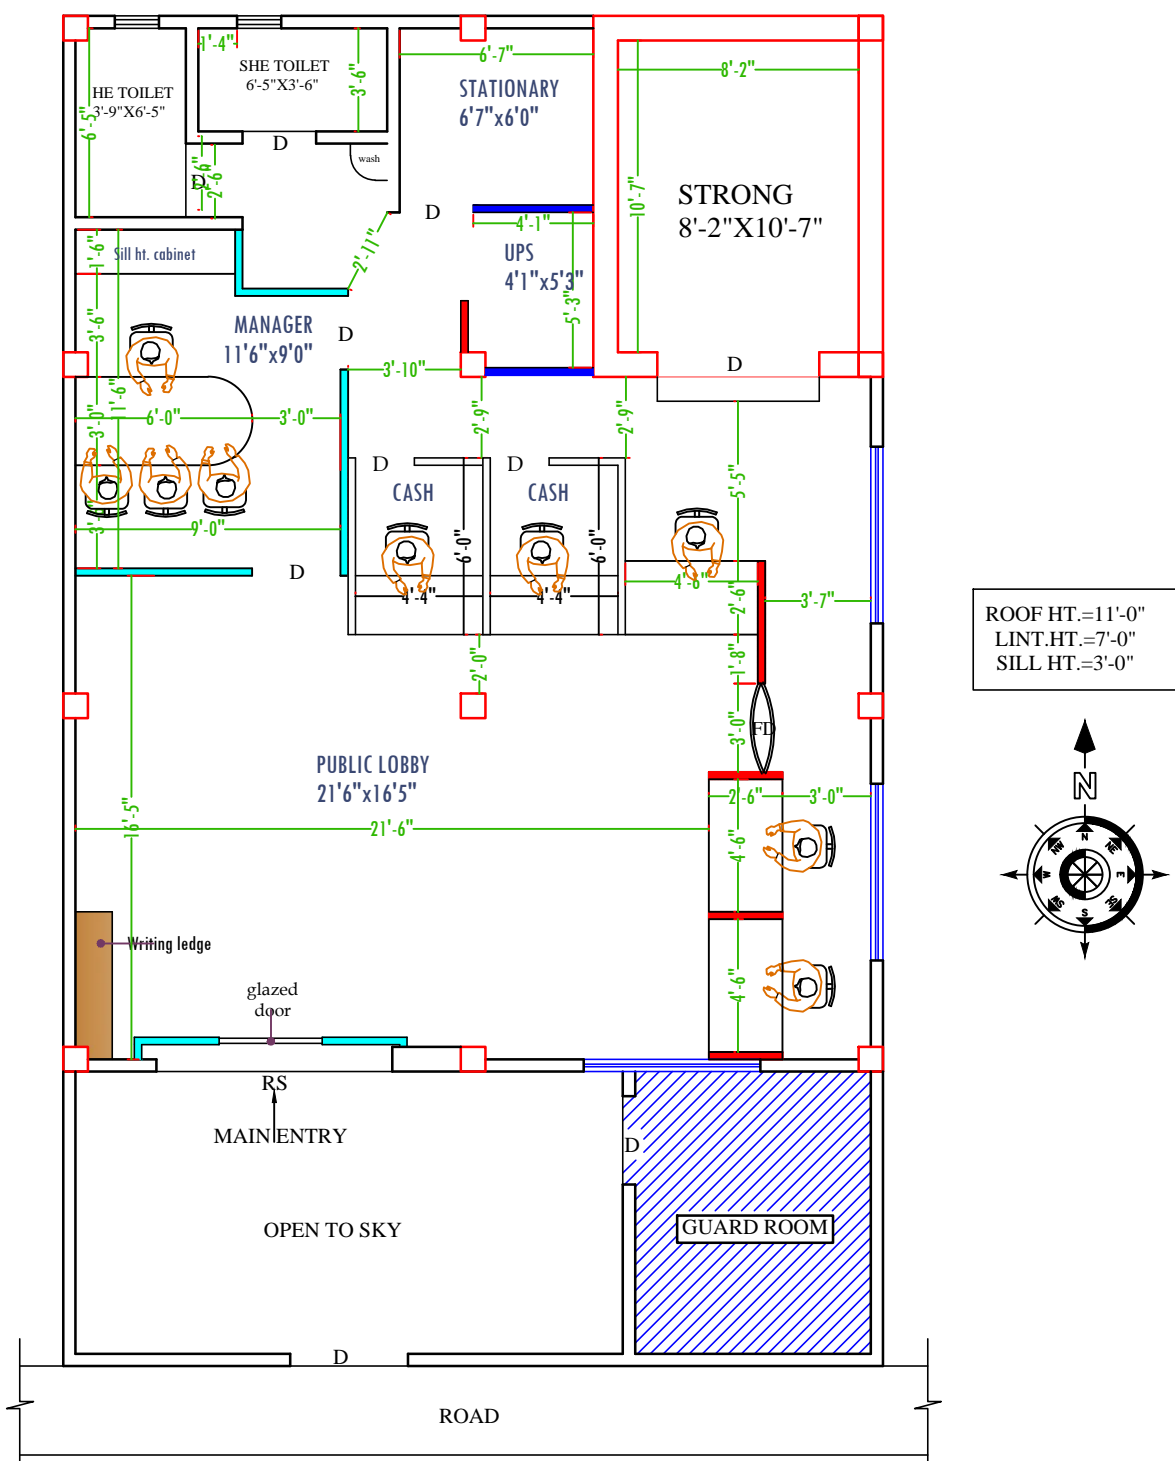 1'-4"
6'-7"
8'-2"
SHE TOILET
6'-5"X3'-6"
3'-6"
HE TOILET
3'-9"X6'-5"
6'-5"
STATIONARY
6'7"x6'0"
D
wash
D
2'-6"
2'-6"
D
10'-7"
STRONG
8'-2"X10'-7"
4'-1"
2'-11"
1'-6"
Sill ht. cabinet
UPS
4'1"x5'3"
5'-3"
MANAGER
11'6"x9'0"
D
3'-6"
3'-10"
D
11'-6"
3'-0"
6'-0"
3'-0"
2'-9"
2'-9"
D
D
5'-5"
CASH
CASH
9'-0"
6'-0"
6'-0"
D
4'-4"
4'-4"
4'-6"
2'-6"
3'-7"
ROOF HT.=11'-0"
LINT.HT.=7'-0"
SILL HT.=3'-0"
2'-0"
1'-8"
3'-0"
FD
PUBLIC LOBBY
21'6"x16'5"
16'-5"
21'-6"
2'-6"
3'-0"
4'-6"
N
N
NE
E
SE
S
SW
W
NW
Writing ledge
4'-6"
glazed
door
RS
MAIN ENTRY
D
OPEN TO SKY
GUARD ROOM
D
ROAD